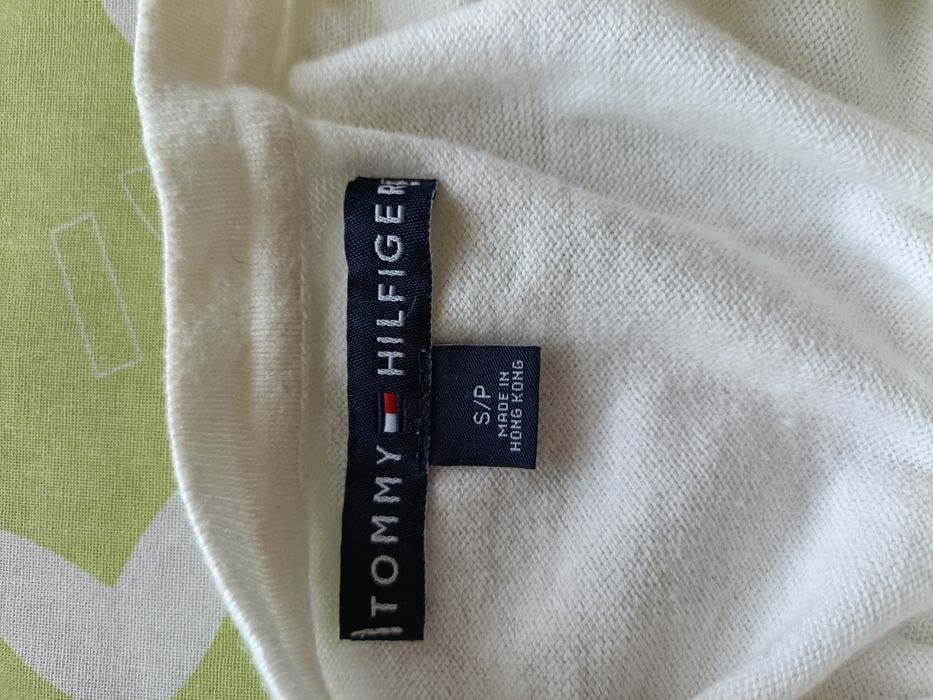 TOMMY HILFIGER
S/P
MADE IN
HONG KONG